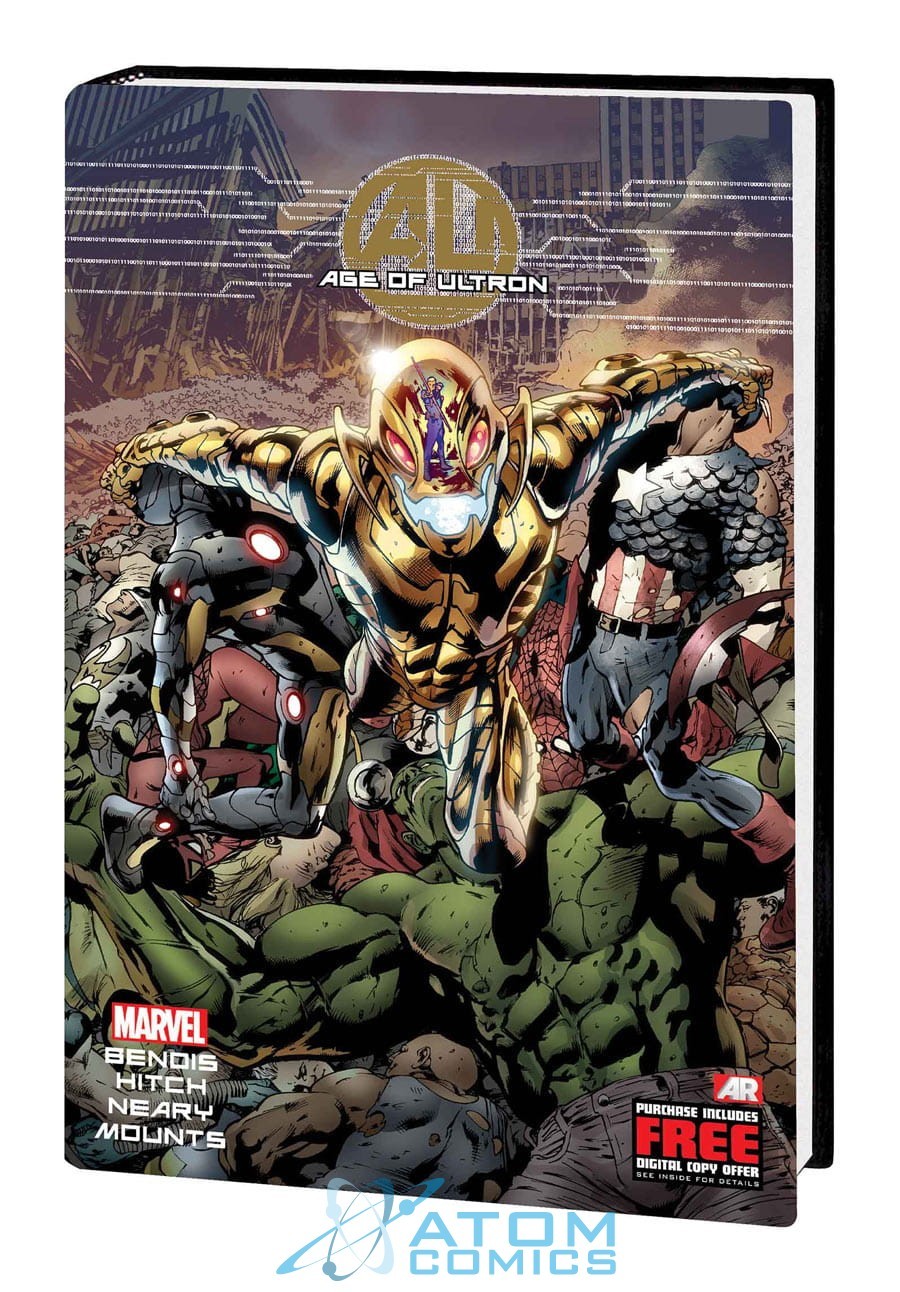 AU
AGE OF ULTRON
MARVEL
BENDIS
HITCH
NEARY
MOUNTS
AR
PURCHASE INCLUDES
FREE
DIGITAL COPY OFFER
SEE INSIDE FOR DETAILS
ATOM
COMICS